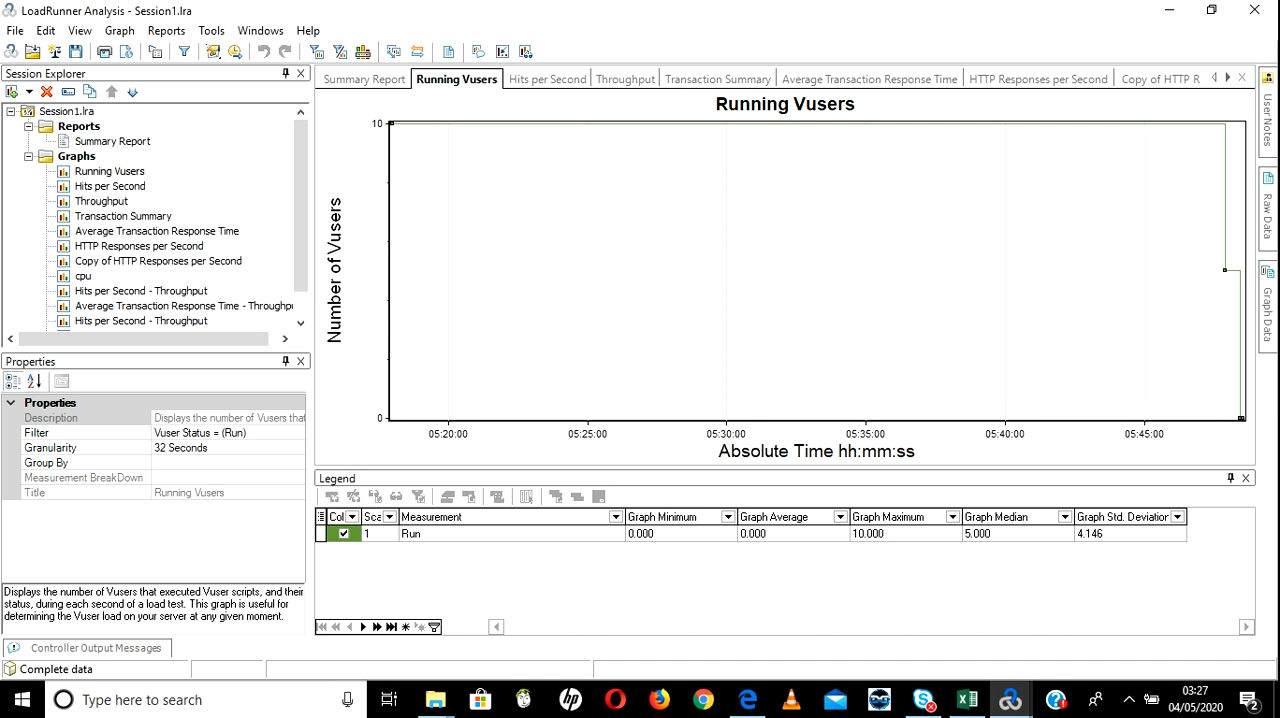 LoadRunner Analysis - Session1.lra
File Edit View Graph Reports Tools Windows Help
Session Explorer
Session1.lra
Reports
Summary Report
Graphs
Running Vusers
Hits per Second
Throughput
Transaction Summary
Average Transaction Response Time
HTTP Responses per Second
Copy of HTTP Responses per Second
cpu
Hits per Second - Throughput
Average Transaction Response Time - Throughp
Hits per Second - Throughput
Properties
Properties
Description Displays the number of Vusers that
Filter Vuser Status = (Run)
Granularity 32 Seconds
Group By
Measurement BreakDown
Title Running Vusers
Displays the number of Vusers that executed Vuser scripts, and their
status, during each second of a load test. This graph is useful for
determining the Vuser load on your server at any given moment.
Controller Output Messages
Complete data
Summary Report Running Vusers Hits per Second Throughput Transaction Summary Average Transaction Response Time HTTP Responses per Second Copy of HTTP R
Running Vusers
10
Number of Vusers
0
05:20:00 05:25:00 05:30:00 05:35:00 05:40:00 05:45:00
Absolute Time hh:mm:ss
Legend
Col Sca Measurement Graph Minimum Graph Average Graph Maximum Graph Median Graph Std. Deviation
1 Run 0.000 0.000 10.000 5.000 4.146
User Notes
Raw Data
Graph Data
Type here to search
hp
03:27
04/05/2020
2